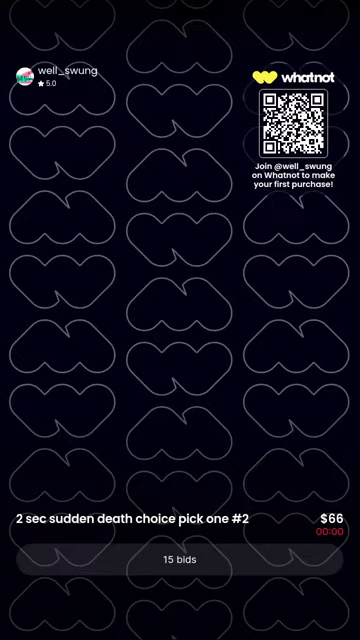 well_swung
★ 5.0
whatnot
Join @well_swung
on Whatnot to make
your first purchase!
2 sec sudden death choice pick one #2
$66
00:00
15 bids